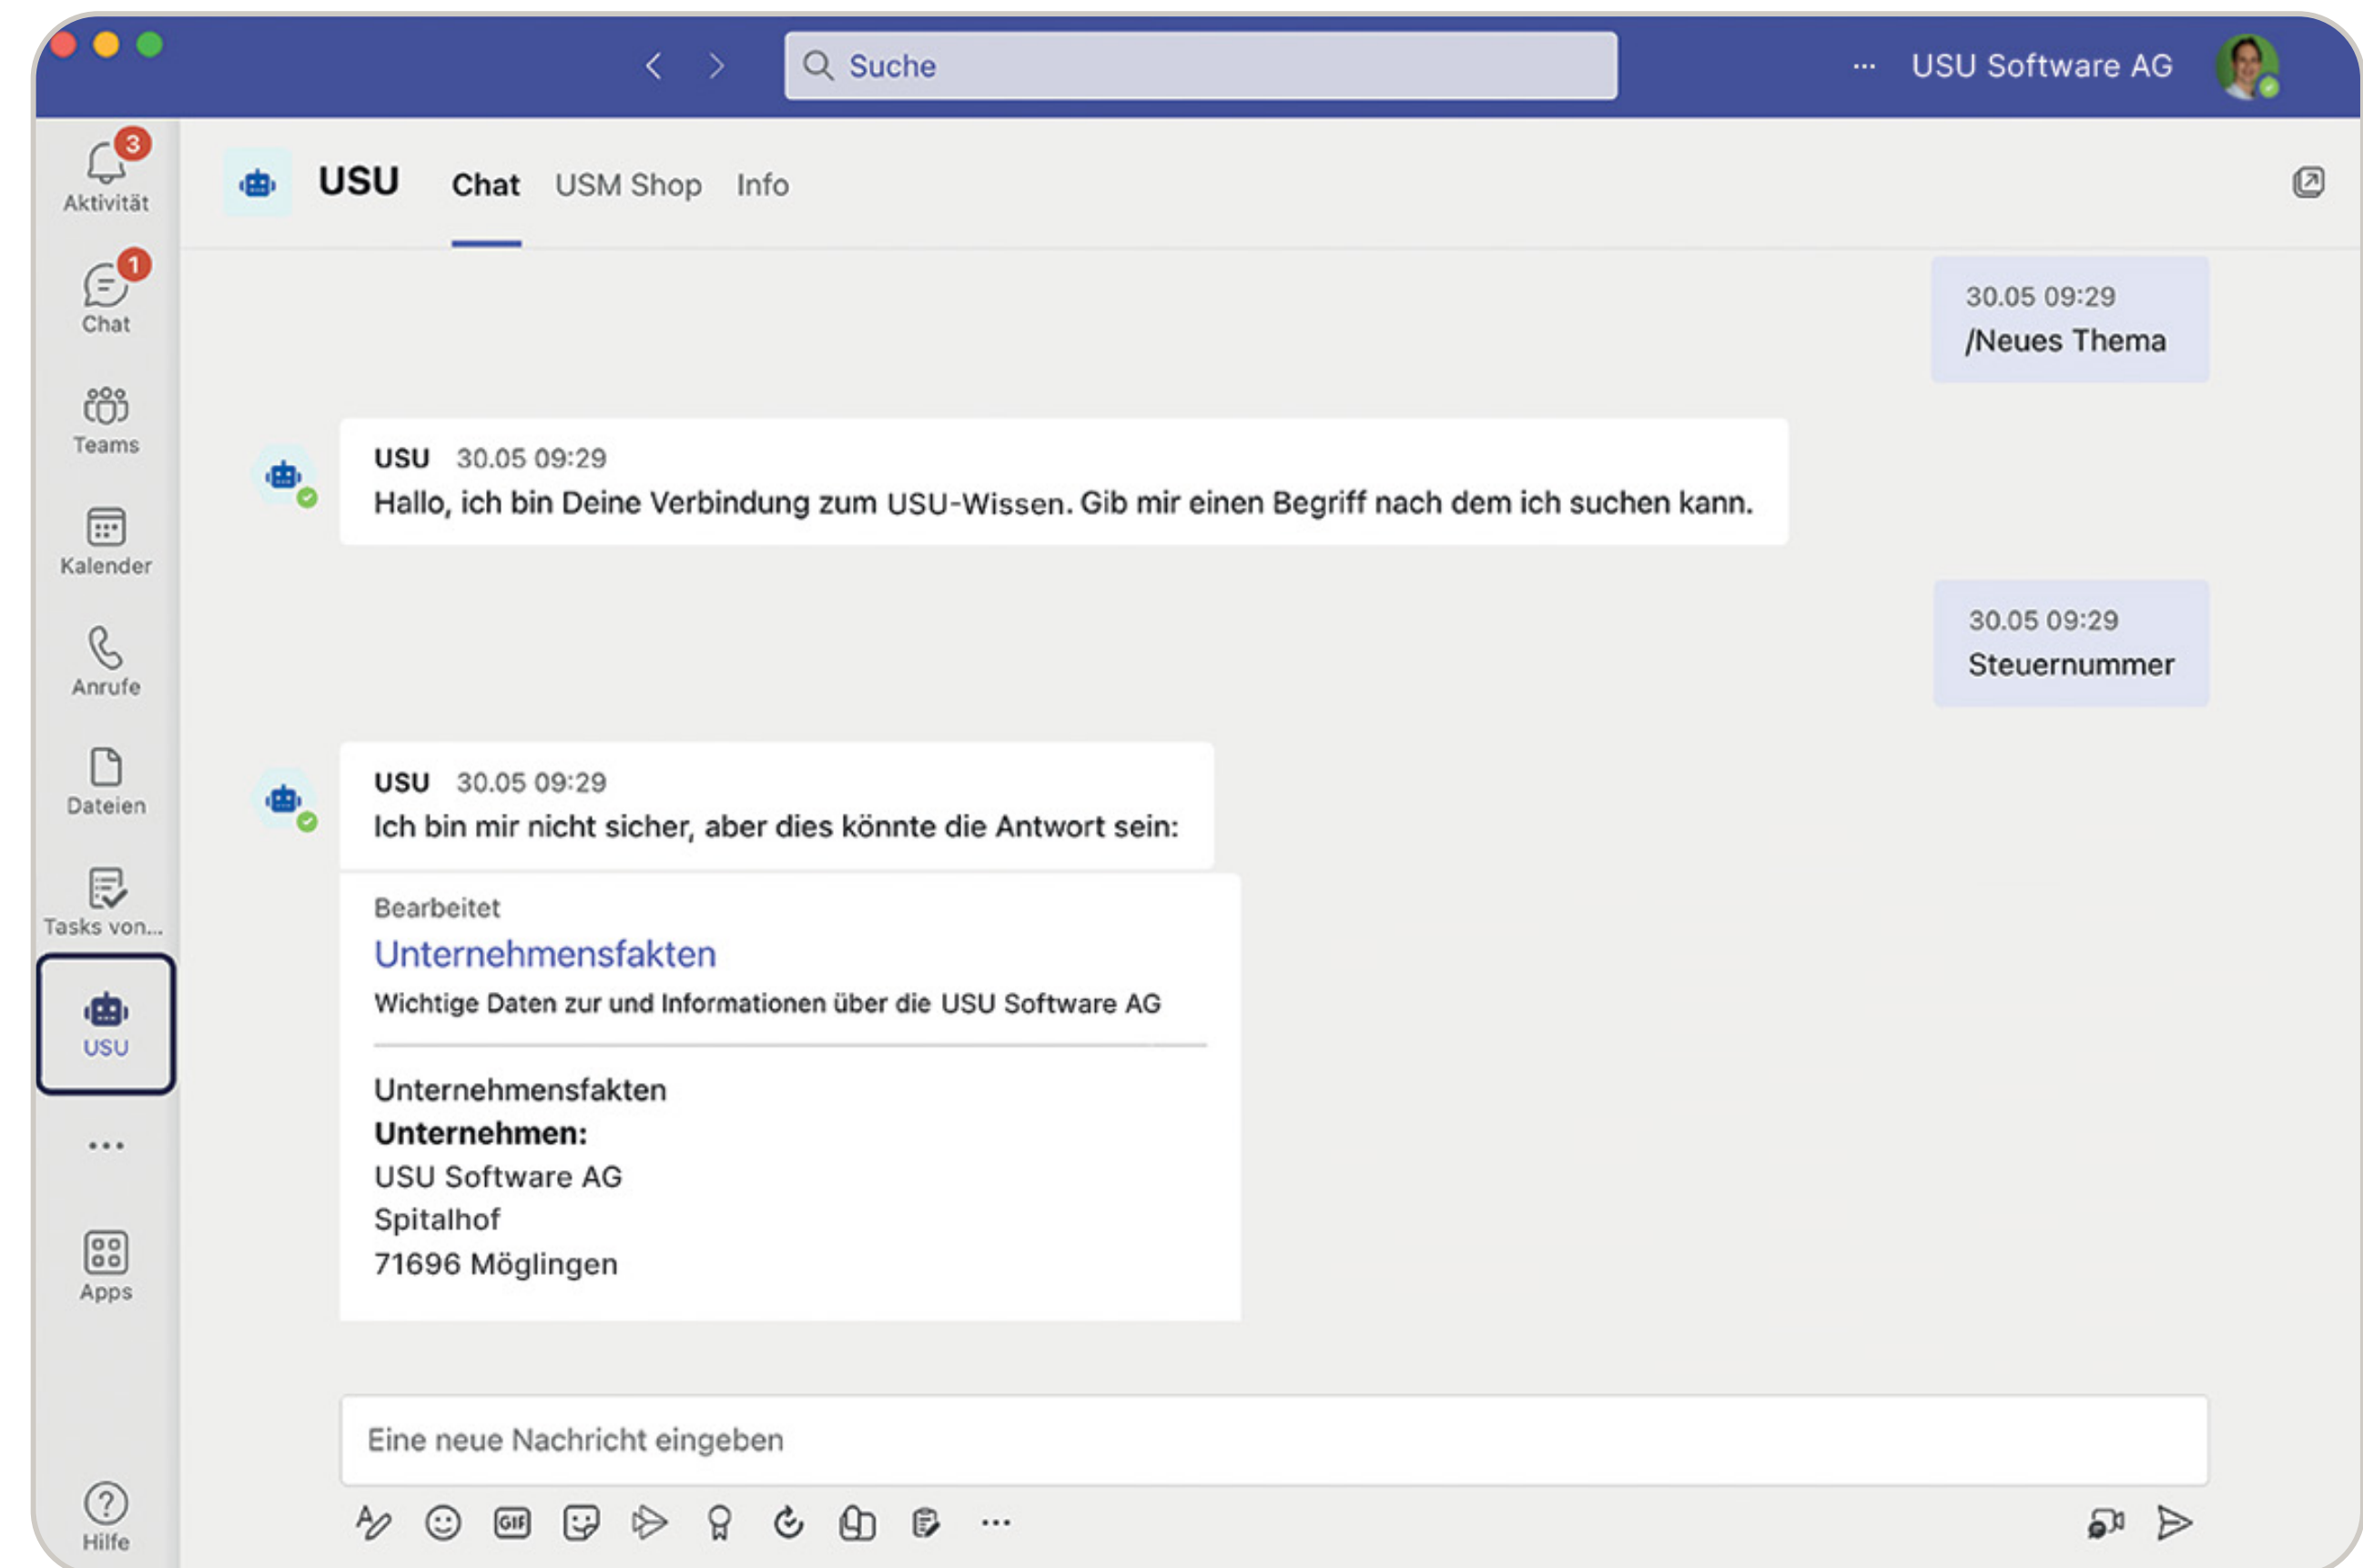 Suche
··· USU Software AG
3
Aktivität
1
Chat
Teams
Kalender
Anrufe
Dateien
Tasks von...
USU
···
Apps
Hilfe
USU Chat USM Shop Info
30.05 09:29
/Neues Thema
USU 30.05 09:29
Hallo, ich bin Deine Verbindung zum USU-Wissen. Gib mir einen Begriff nach dem ich suchen kann.
30.05 09:29
Steuernummer
USU 30.05 09:29
Ich bin mir nicht sicher, aber dies könnte die Antwort sein:
Bearbeitet
Unternehmensfakten
Wichtige Daten zur und Informationen über die USU Software AG
Unternehmensfakten
Unternehmen:
USU Software AG
Spitalhof
71696 Möglingen
Eine neue Nachricht eingeben
GIF ···